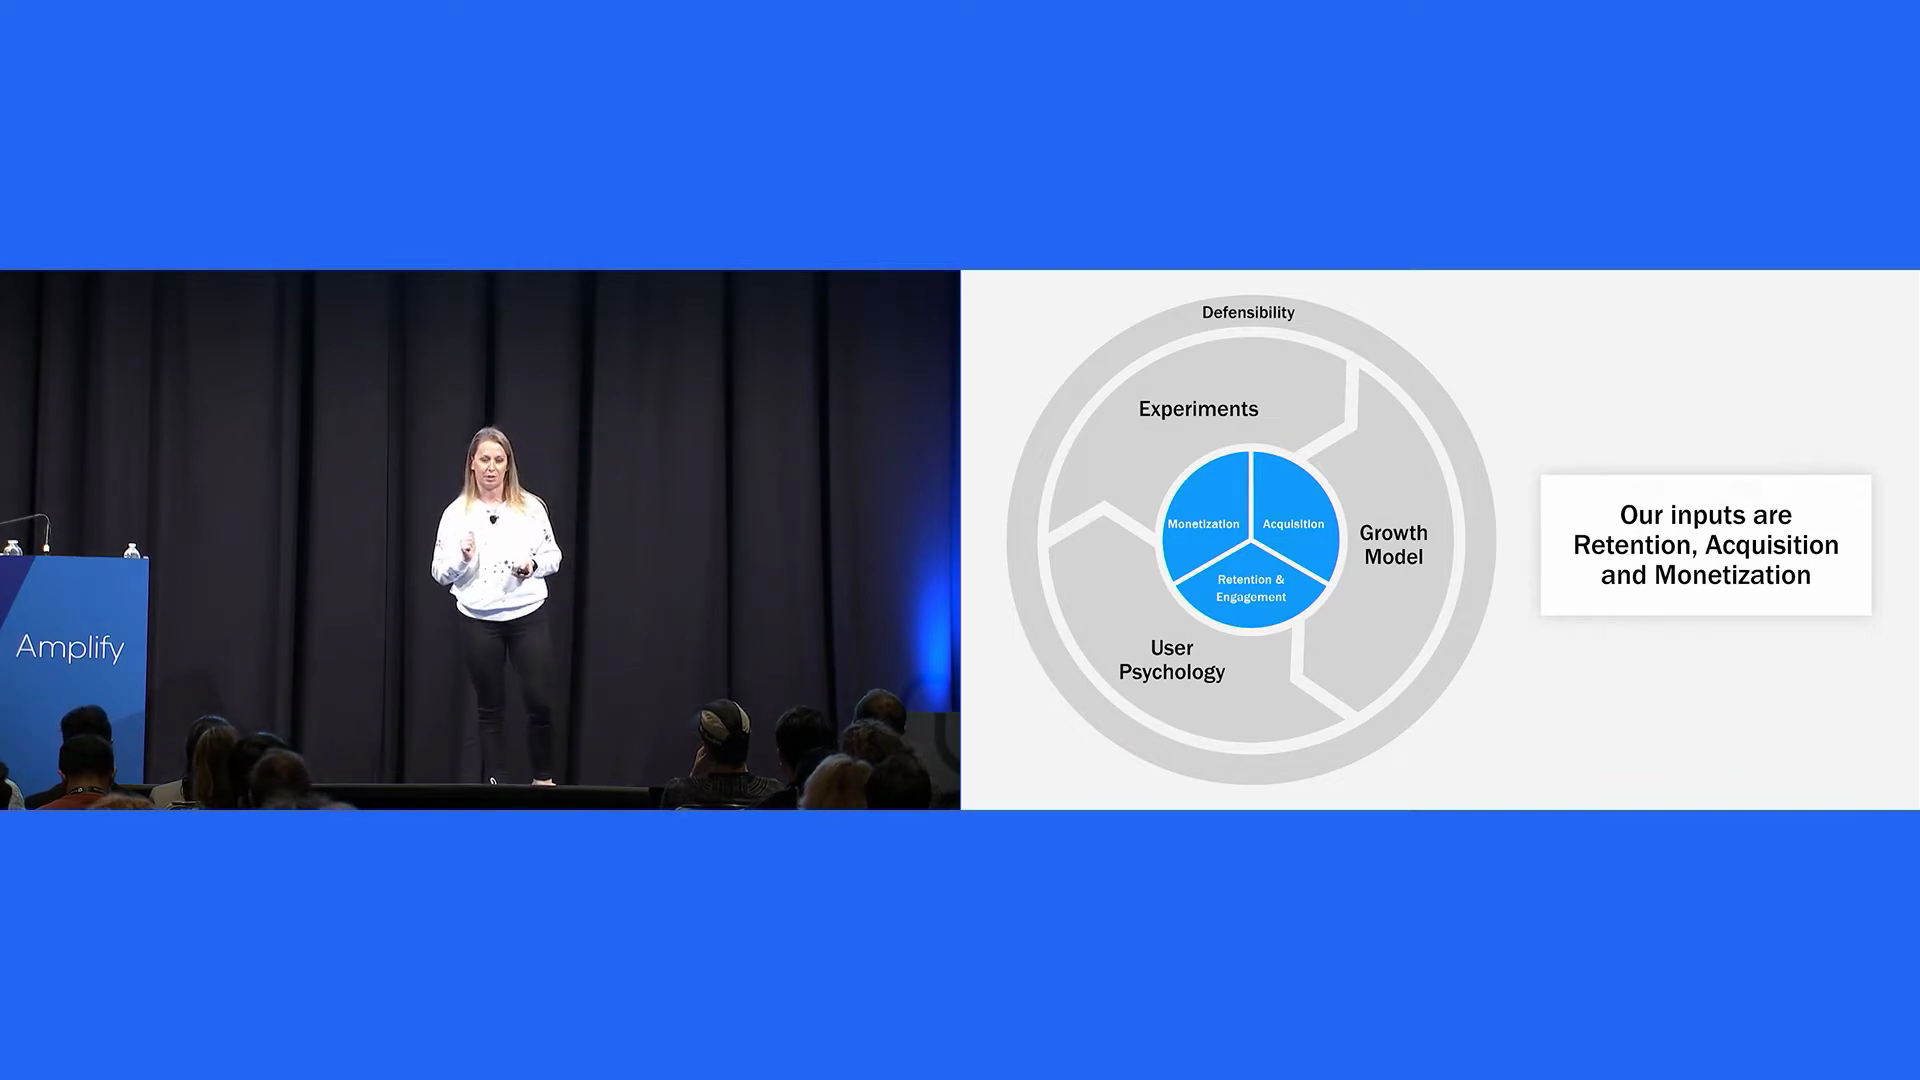 Amplify
Defensibility
Experiments
Monetization
Acquisition
Growth
Model
Retention &
Engagement
User
Psychology
Our inputs are
Retention, Acquisition
and Monetization